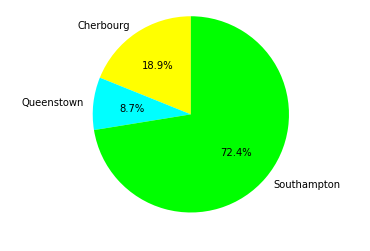 Cherbourg
18.9%
Queenstown
8.7%
72.4%
Southampton